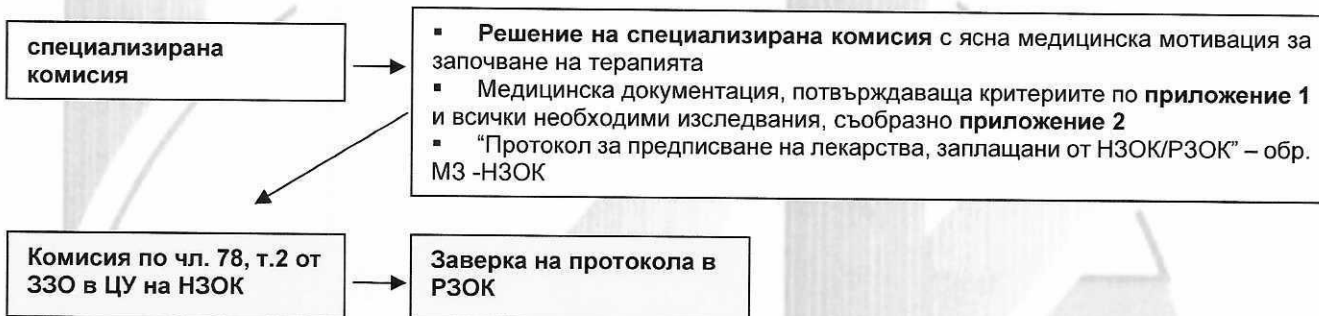 специализирана
комисия
▪ Решение на специализирана комисия с ясна медицинска мотивация за
започване на терапията
▪ Медицинска документация, потвърждаваща критериите по приложение 1
и всички необходими изследвания, съобразно приложение 2
▪ “Протокол за предписване на лекарства, заплащани от НЗОК/РЗОК” – обр.
МЗ -НЗОК
Комисия по чл. 78, т.2 от
ЗЗО в ЦУ на НЗОК
Заверка на протокола в
РЗОК